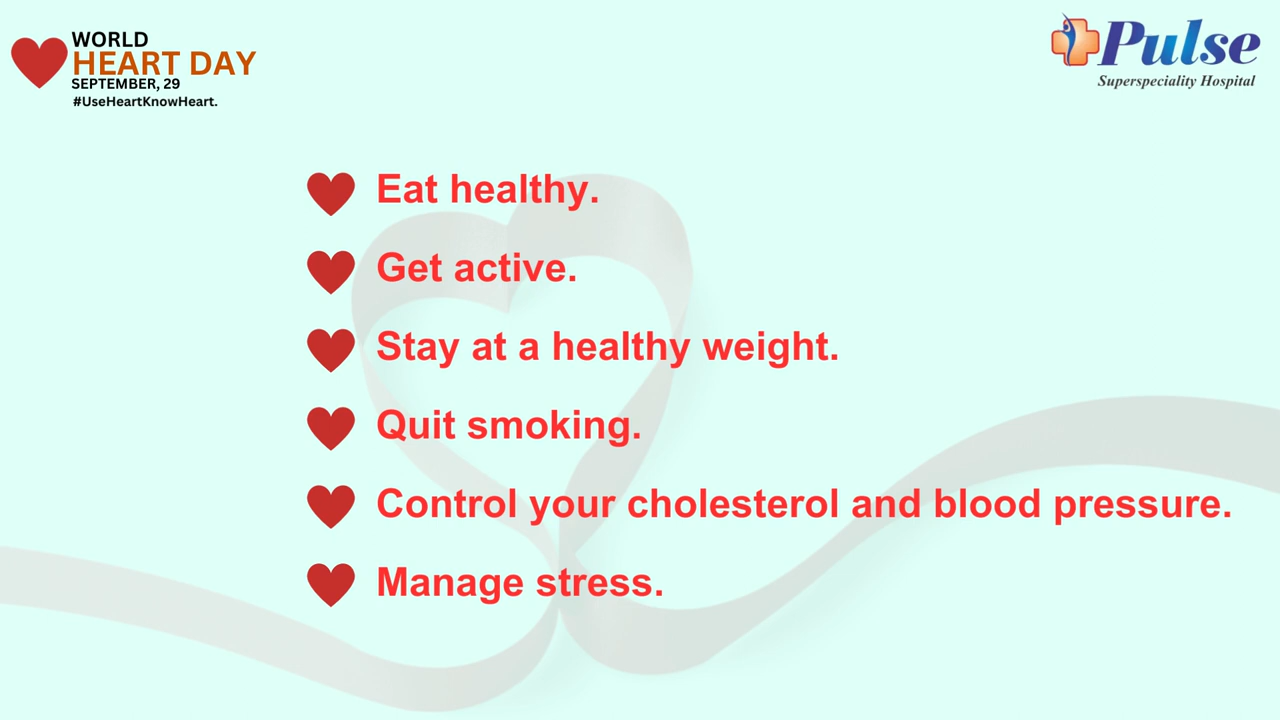 WORLD
HEART DAY
SEPTEMBER, 29
#UseHeartKnowHeart.
Pulse
Superspeciality Hospital
Eat healthy.
Get active.
Stay at a healthy weight.
Quit smoking.
Control your cholesterol and blood pressure.
Manage stress.